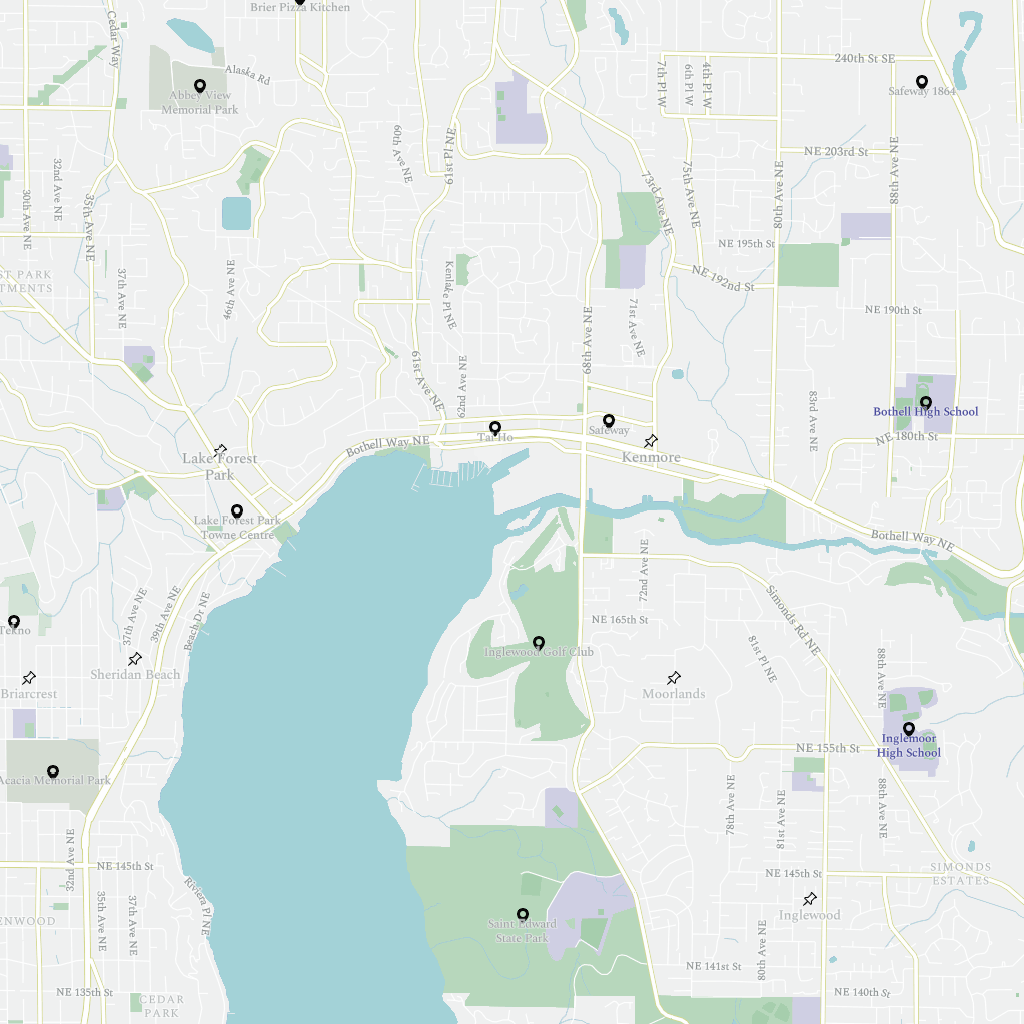 Brier Pizza Kitchen
Cedar Way
240th St SE
Alaska Rd
Abbey View
Memorial Park
7th Pl W
6th Pl W
4th Pl W
Safeway 1864
60th Ave NE
61st Pl NE
NE 203rd St
88th Ave NE
32nd Ave NE
30th Ave NE
35th Ave NE
73rd Ave NE
75th Ave NE
80th Ave NE
NE 195th St
NE 192nd St
37th Ave NE
46th Ave NE
Kenlake Pl NE
71st Ave NE
NE 190th St
68th Ave NE
61st Ave NE
62nd Ave NE
83rd Ave NE
Bothell High School
Bothell Way NE
Tai Ho
Safeway
Kenmore
NE 180th St
Lake Forest
Park
Lake Forest Park
Towne Centre
Bothell Way NE
72nd Ave NE
Simonds Rd NE
37th Ave NE
39th Ave NE
Beach Dr NE
NE 165th St
Tekno
Inglewood Golf Club
81st Pl NE
88th Ave NE
Sheridan Beach
Briarcrest
Moorlands
Inglemoor
High School
NE 155th St
Acacia Memorial Park
78th Ave NE
81st Ave NE
88th Ave NE
32nd Ave NE
NE 145th St
NE 145th St
SIMONDS
ESTATES
Riviera Pl NE
35th Ave NE
37th Ave NE
Inglewood
Saint Edward
State Park
80th Ave NE
NE 141st St
NE 135th St
NE 140th St
CEDAR
PARK